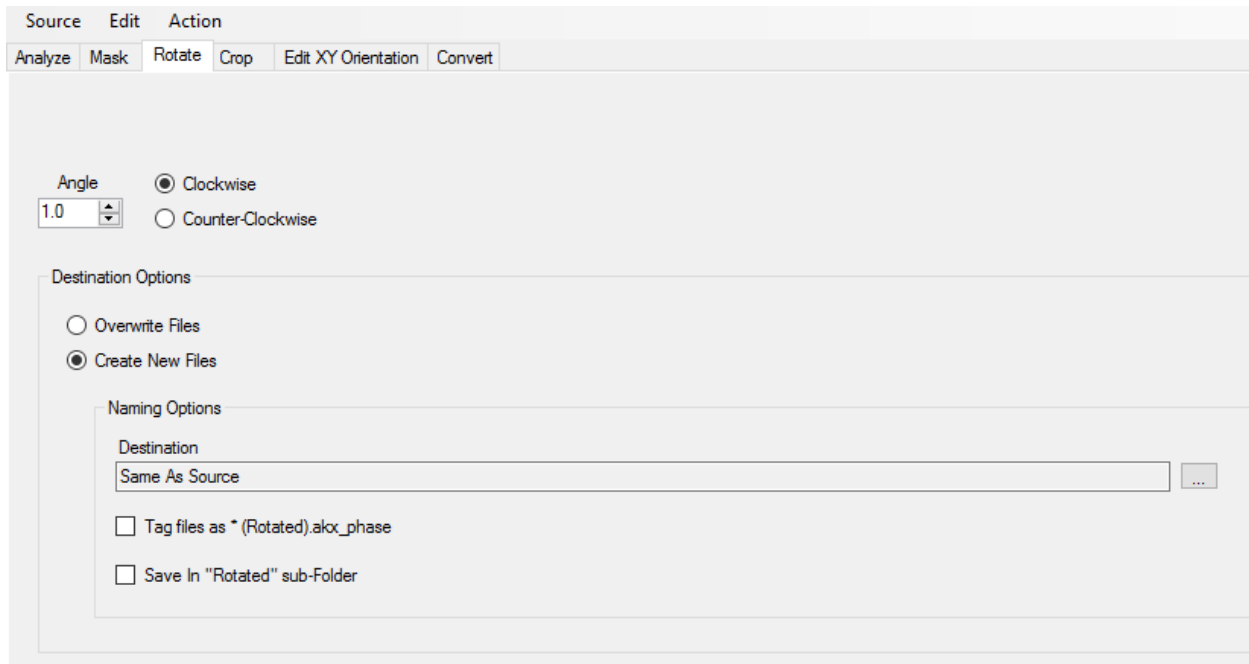 Source Edit Action
Analyze Mask Rotate Crop Edit XY Orientation Convert
Angle
1.0
Clockwise
Counter-Clockwise
Destination Options
Overwrite Files
Create New Files
Naming Options
Destination
Same As Source
...
Tag files as * (Rotated).akx_phase
Save In "Rotated" sub-Folder